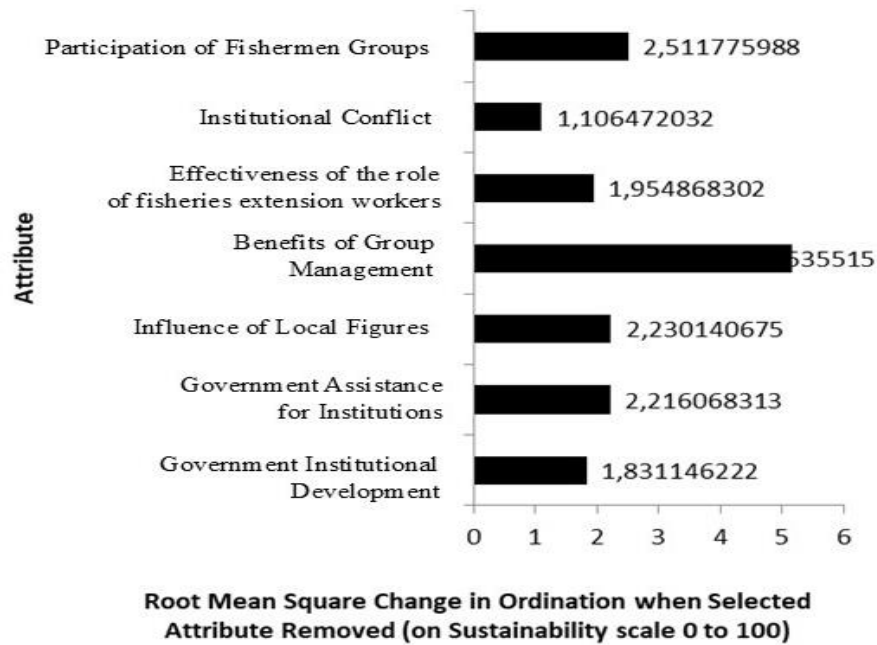 Participation of Fishermen Groups
2,511775988
Institutional Conflict
1,106472032
Effectiveness of the role
of fisheries extension workers
1,954868302
Benefits of Group
Management
535515
Influence of Local Figures
2,230140675
Government Assistance
for Institutions
2,216068313
Government Institutional
Development
1,831146222
Attribute
0 1 2 3 4 5 6
Root Mean Square Change in Ordination when Selected
Attribute Removed (on Sustainability scale 0 to 100)